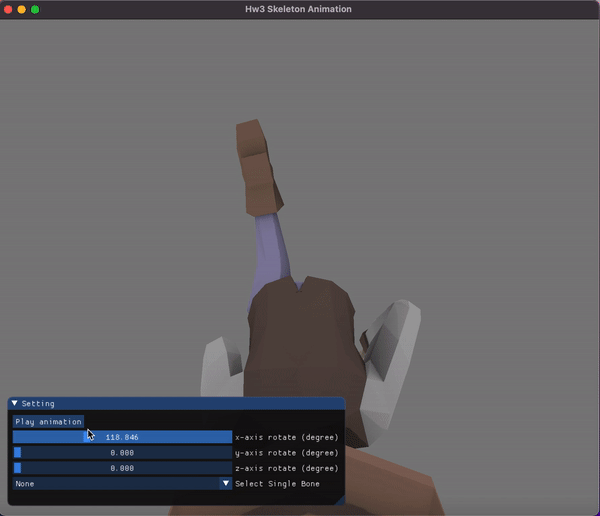 Hw3 Skeleton Animation
Setting
Play animation
118.846 x-axis rotate (degree)
0.000 y-axis rotate (degree)
0.000 z-axis rotate (degree)
None Select Single Bone